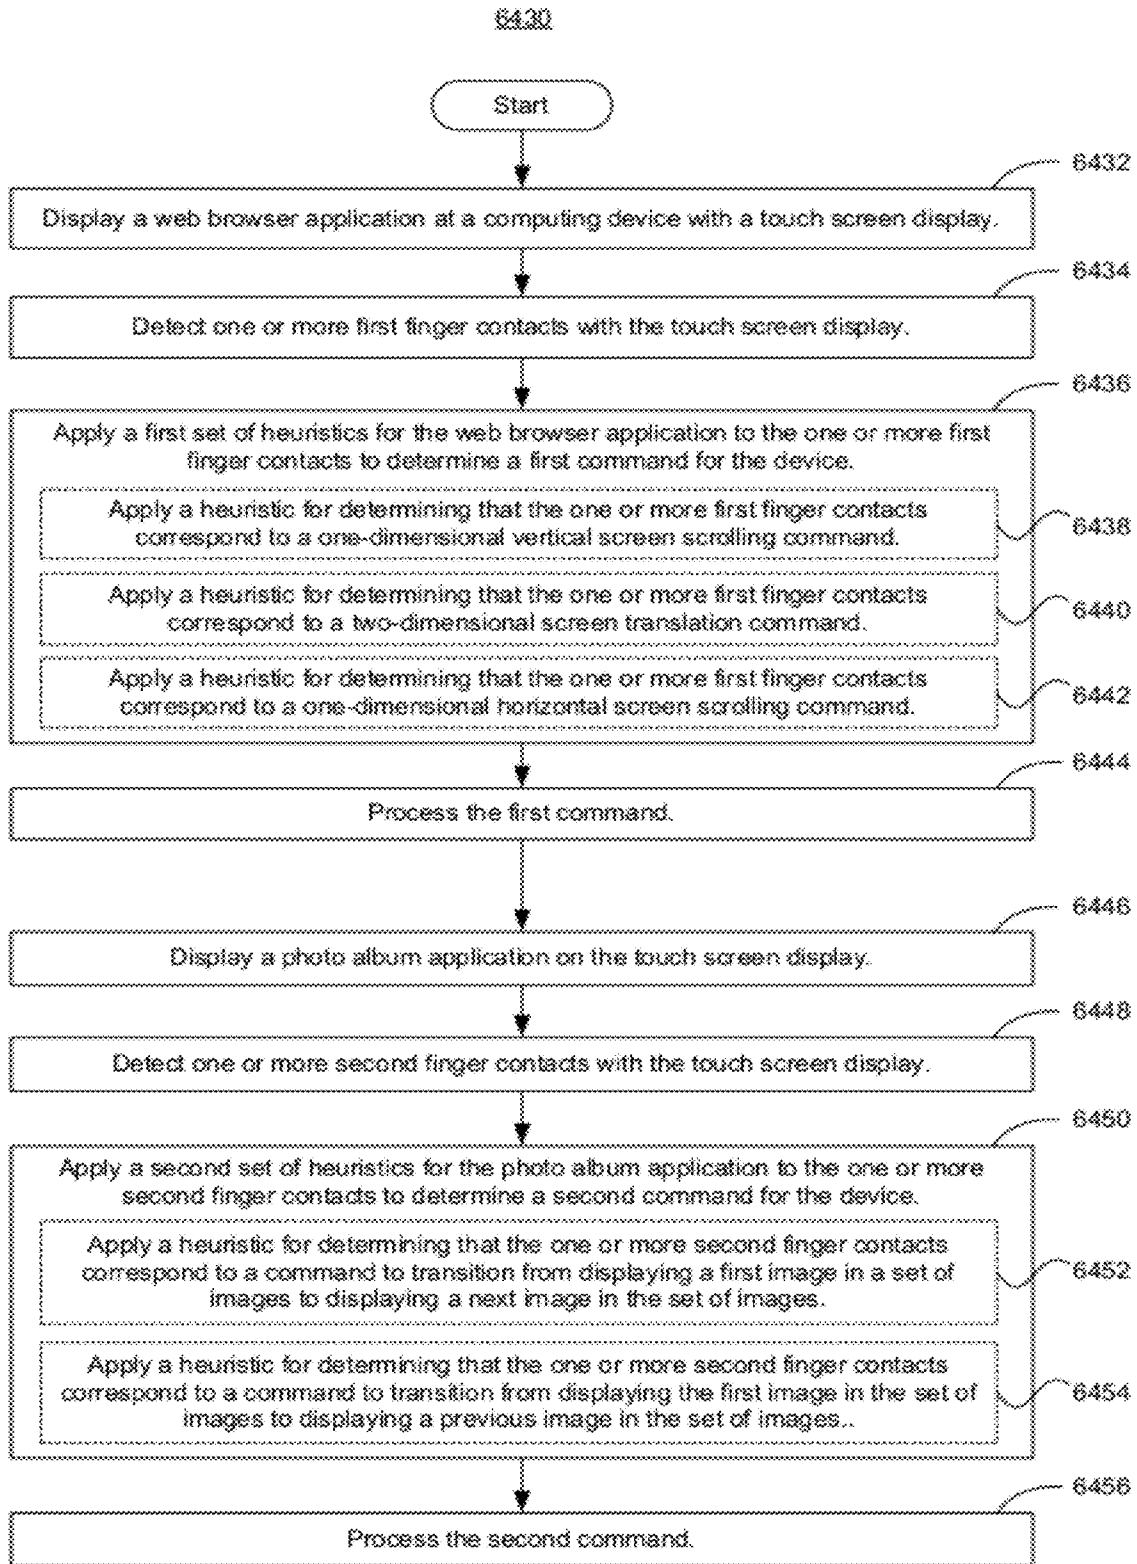 6430
Start
6432
Display a web browser application at a computing device with a touch screen display.
6434
Detect one or more first finger contacts with the touch screen display.
6436
Apply a first set of heuristics for the web browser application to the one or more first
finger contacts to determine a first command for the device.
Apply a heuristic for determining that the one or more first finger contacts
correspond to a one-dimensional vertical screen scrolling command.
6438
Apply a heuristic for determining that the one or more first finger contacts
correspond to a two-dimensional screen translation command.
6440
Apply a heuristic for determining that the one or more first finger contacts
correspond to a one-dimensional horizontal screen scrolling command.
6442
6444
Process the first command.
6446
Display a photo album application on the touch screen display.
6448
Detect one or more second finger contacts with the touch screen display.
6450
Apply a second set of heuristics for the photo album application to the one or more
second finger contacts to determine a second command for the device.
Apply a heuristic for determining that the one or more second finger contacts
correspond to a command to transition from displaying a first image in a set of
images to displaying a next image in the set of images.
6452
Apply a heuristic for determining that the one or more second finger contacts
correspond to a command to transition from displaying the first image in the set of
images to displaying a previous image in the set of images..
6454
6456
Process the second command.